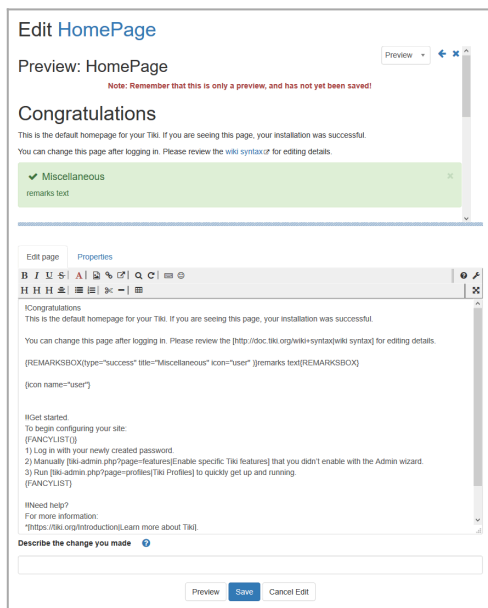 Edit HomePage
Preview
Preview: HomePage
Note: Remember that this is only a preview, and has not yet been saved!
Congratulations
This is the default homepage for your Tiki. If you are seeing this page, your installation was successful.
You can change this page after logging in. Please review the wiki syntax for editing details.
Miscellaneous
remarks text
Edit page Properties
B I U S A
H H H
!Congratulations
This is the default homepage for your Tiki. If you are seeing this page, your installation was successful.
You can change this page after logging in. Please review the [http://doc.tiki.org/wiki+syntax|wiki syntax] for editing details.
{REMARKSBOX(type="success" title="Miscellaneous" icon="user" )}remarks text{REMARKSBOX}
{icon name="user"}
!!Get started.
To begin configuring your site:
{FANCYLIST()}
1) Log in with your newly created password.
2) Manually [tiki-admin.php?page=features|Enable specific Tiki features] that you didn't enable with the Admin wizard.
3) Run [tiki-admin.php?page=profiles|Tiki Profiles] to quickly get up and running.
{FANCYLIST}
!!Need help?
For more information:
*[https://tiki.org/Introduction|Learn more about Tiki].
Describe the change you made
Preview Save Cancel Edit